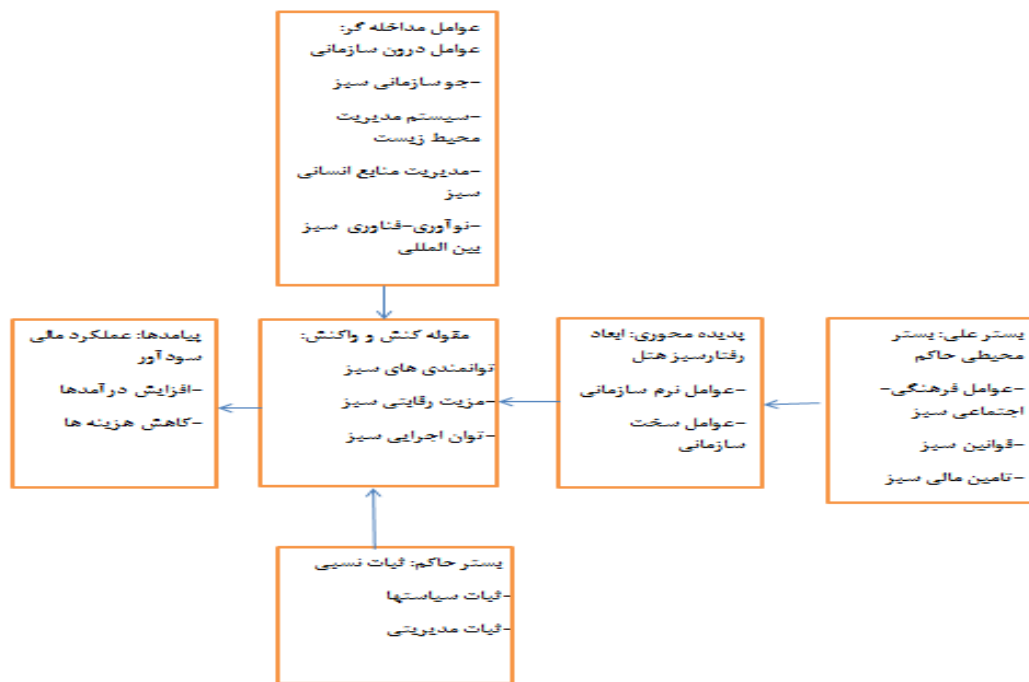 عوامل مداخله گر:
عوامل درون سازمانی
-جو سازمانی سبز
-سیستم مدیریت
محیط زیست
-مدیریت منابع انسانی
سبز
-نوآوری-فناوری سبز
بین المللی
بستر علی: بستر
محیطی حاکم
-عوامل فرهنگی-
اجتماعی سبز
-قوانین سبز
-تامین مالی سبز
پدیده محوری: ابعاد
رفتارسبز هتل
-عوامل نرم سازمانی
-عوامل سخت
سازمانی
مقوله کنش و واکنش:
توانمندی های سبز
-مزیت رقابتی سبز
-توان اجرایی سبز
پیامدها: عملکرد مالی
سود آور
-افزایش درآمدها
-کاهش هزینه ها
بستر حاکم: ثبات نسبی
-ثبات سیاستها
-ثبات مدیریتی